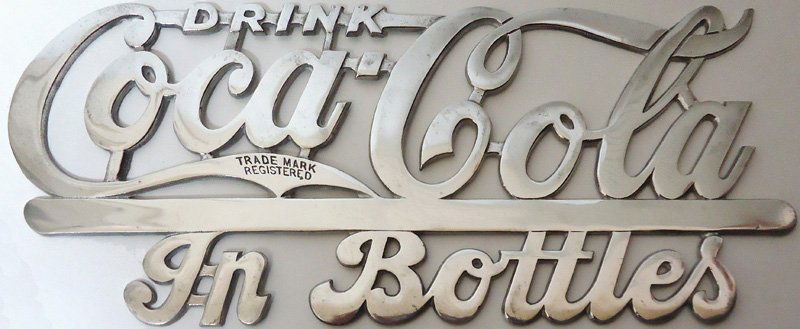 DRINK
Coca-Cola
TRADE MARK
REGISTERED
In Bottles